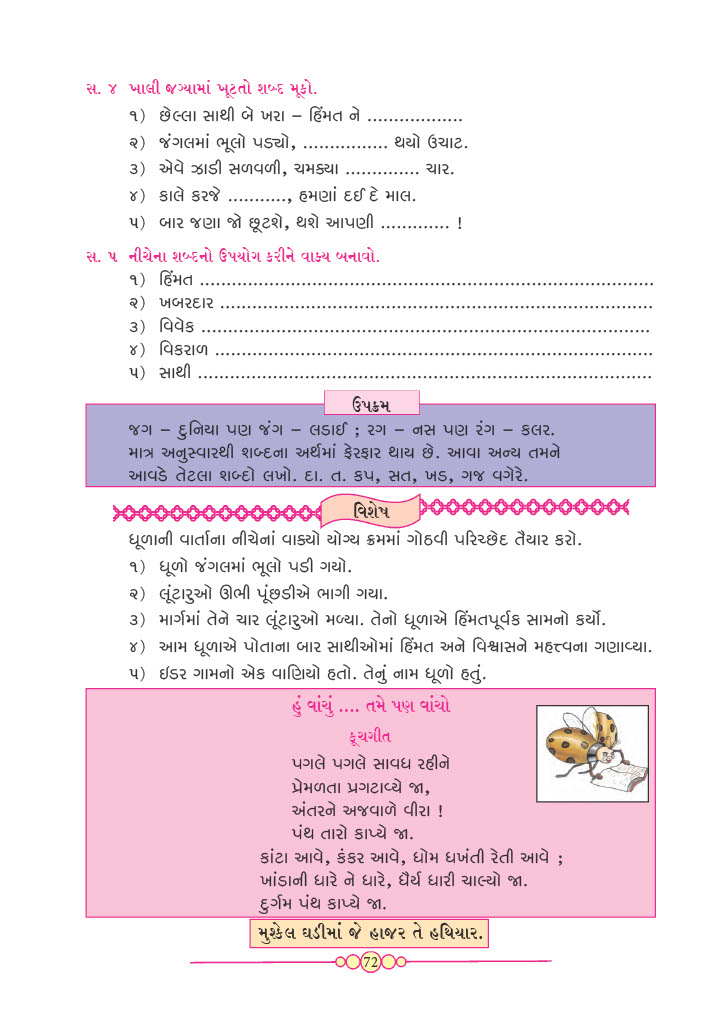 સ. ૪ ખાલી જગ્યામાં ખૂટતો શબ્દ મૂકો.
૧) છેલ્લા સાથી બે ખરા – હિંમત ને ..................
૨) જંગલમાં ભૂલો પડ્યો, ................ થયો ઉચાટ.
૩) એવે ઝાડી સળવળી, ચમક્યા .............. ચાર.
૪) કાલે કરજે ..........., હમણાં દઈ દે માલ.
૫) બાર જણા જો છૂટશે, થશે આપણી ............. !
સ. ૫ નીચેના શબ્દનો ઉપયોગ કરીને વાક્ય બનાવો.
૧) હિંમત ....................................................................................
૨) ખબરદાર ................................................................................
૩) વિવેક ...................................................................................
૪) વિકરાળ .................................................................................
૫) સાથી ....................................................................................
ઉપક્રમ
જગ – દુનિયા પણ જંગ – લડાઈ ; રગ – નસ પણ રંગ – કલર.
માત્ર અનુસ્વારથી શબ્દના અર્થમાં ફેરફાર થાય છે. આવા અન્ય તમને
આવડે તેટલા શબ્દો લખો. દા. ત. કપ, સત, ખડ, ગજ વગેરે.
વિશેષ
ધૂળાની વાર્તાના નીચેનાં વાક્યો યોગ્ય ક્રમમાં ગોઠવી પરિચ્છેદ તૈયાર કરો.
૧) ધૂળો જંગલમાં ભૂલો પડી ગયો.
૨) લૂંટારુઓ ઊભી પૂંછડીએ ભાગી ગયા.
૩) માર્ગમાં તેને ચાર લૂંટારુઓ મળ્યા. તેનો ધૂળાએ હિંમતપૂર્વક સામનો કર્યો.
૪) આમ ધૂળાએ પોતાના બાર સાથીઓમાં હિંમત અને વિશ્વાસને મહત્ત્વના ગણાવ્યા.
૫) ઇડર ગામનો એક વાણિયો હતો. તેનું નામ ધૂળો હતું.
હું વાંચું .... તમે પણ વાંચો
કૂચગીત
પગલે પગલે સાવધ રહીને
પ્રેમળતા પ્રગટાવ્યે જા,
અંતરને અજવાળે વીરા !
પંથ તારો કાપ્યે જા.
કાંટા આવે, કંકર આવે, ધોમ ધખંતી રેતી આવે ;
ખાંડાની ધારે ને ધારે, ધૈર્ય ધારી ચાલ્યો જા.
દુર્ગમ પંથ કાપ્યે જા.
મુશ્કેલ ઘડીમાં જે હાજર તે હથિયાર.
72